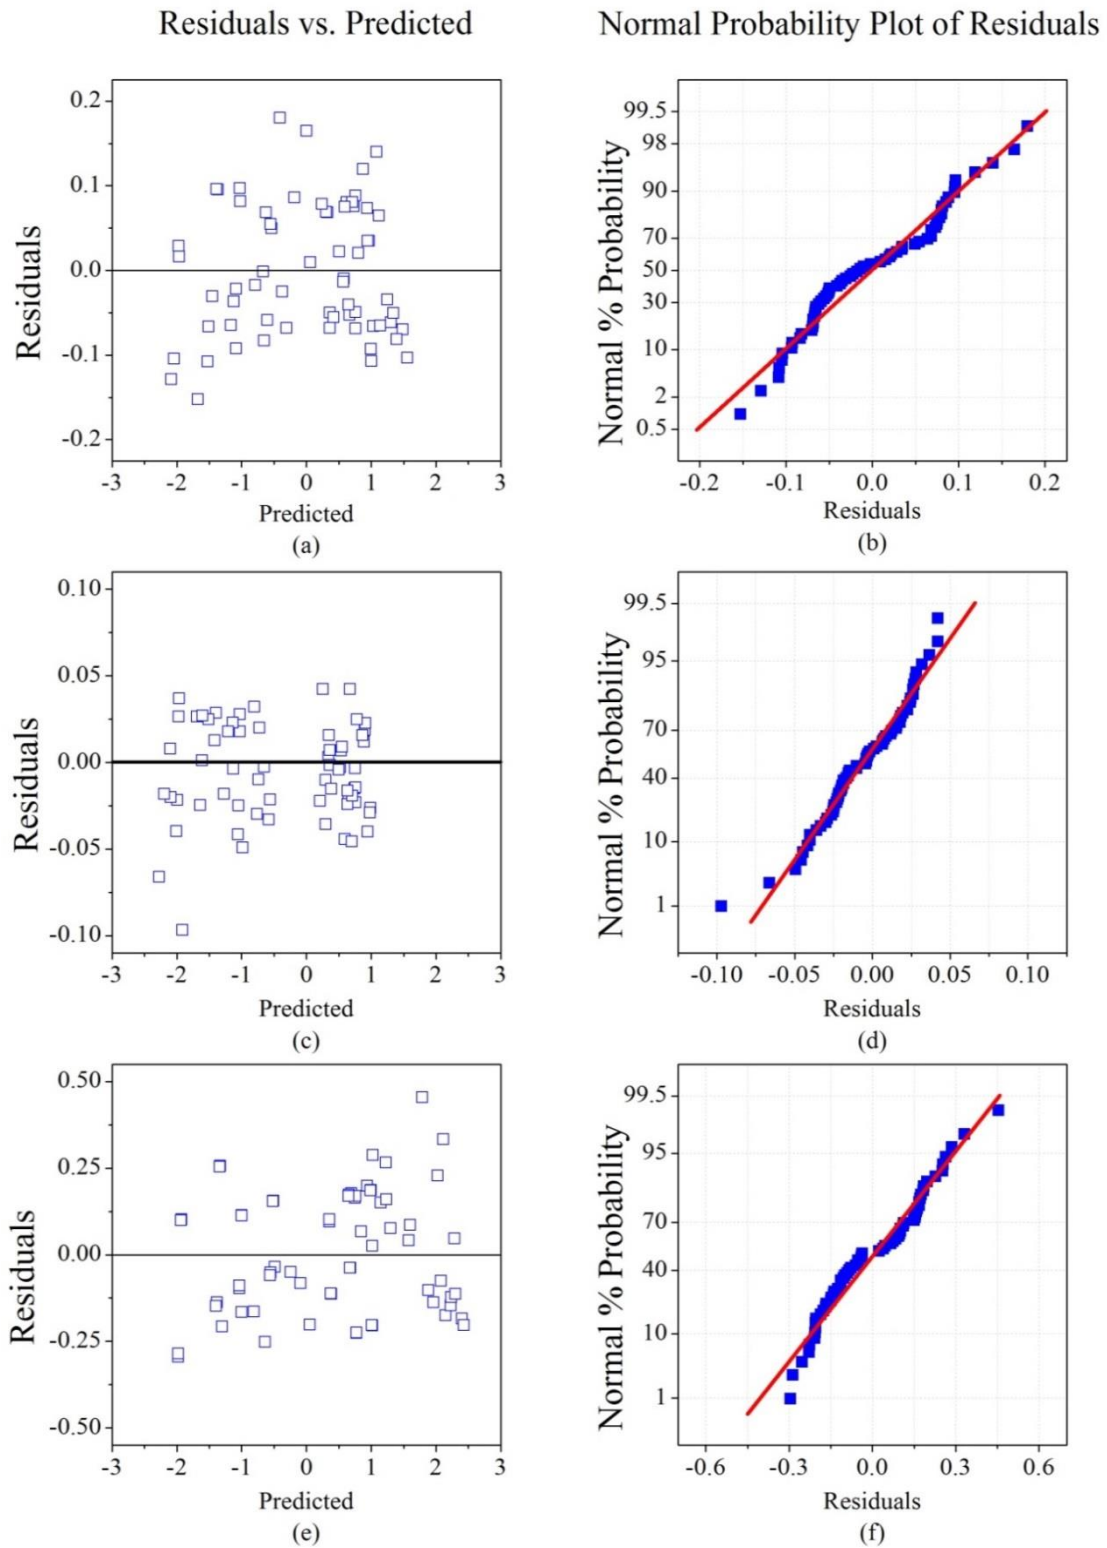 Residuals vs. Predicted
Normal Probability Plot of Residuals
Residuals
0.2
0.1
0.0
-0.1
-0.2
-3 -2 -1 0 1 2 3
Predicted
(a)
Normal % Probability
99.5
98
90
70
50
30
10
2
0.5
-0.2 -0.1 0.0 0.1 0.2
Residuals
(b)
Residuals
0.10
0.05
0.00
-0.05
-0.10
-3 -2 -1 0 1 2 3
Predicted
(c)
Normal % Probability
99.5
95
70
40
10
1
-0.10 -0.05 0.00 0.05 0.10
Residuals
(d)
Residuals
0.50
0.25
0.00
-0.25
-0.50
-3 -2 -1 0 1 2 3
Predicted
(e)
Normal % Probability
99.5
95
70
40
10
1
-0.6 -0.3 0.0 0.3 0.6
Residuals
(f)